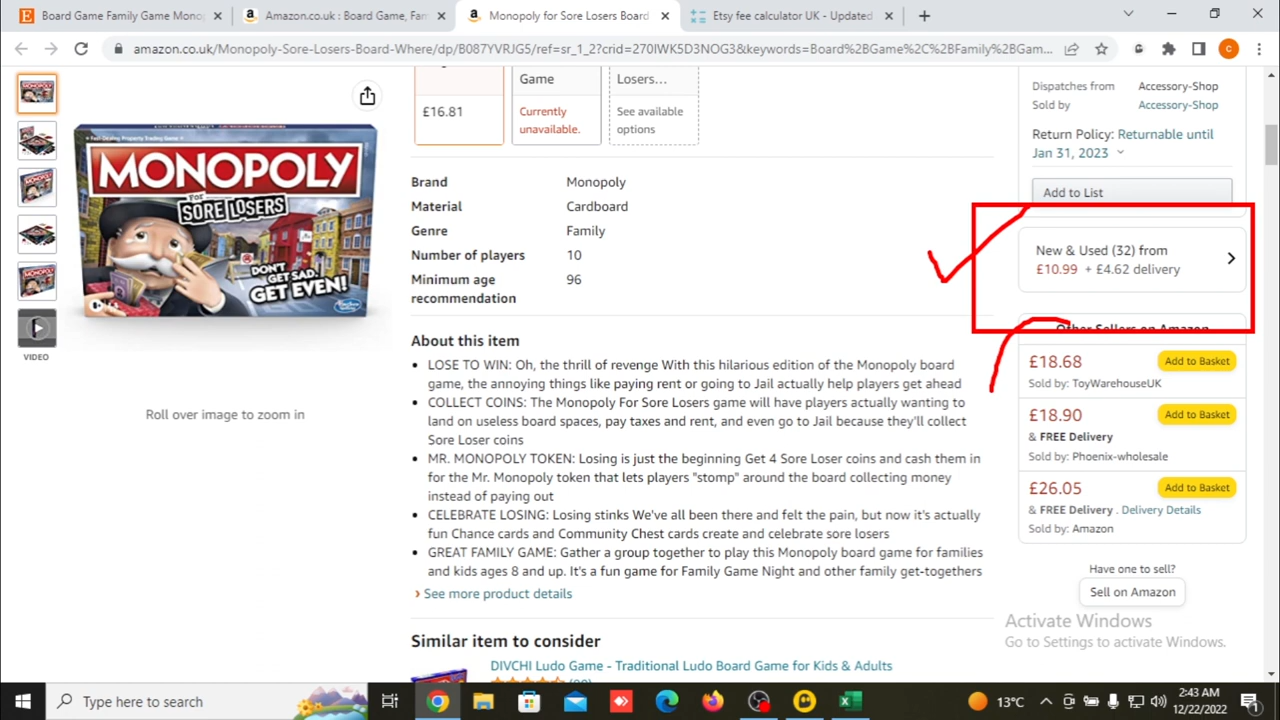 Board Game Family Game Mono
Amazon.co.uk : Board Game, Fam
Monopoly for Sore Losers Board
Etsy fee calculator UK - Updated
amazon.co.uk/Monopoly-Sore-Losers-Board-Where/dp/B087YVRJG5/ref=sr_1_2?crid=270IWK5D3NOG3&keywords=Board%2BGame%2C%2BFamily%2BGam...
C
VIDEO
Fast-Dealing Property Trading Game
MONOPOLY
for
SORE LOSERS
DON'T
GET SAD.
GET EVEN!
Roll over image to zoom in
£16.81
Game
Currently
unavailable.
Losers...
See available
options
Brand Monopoly
Material Cardboard
Genre Family
Number of players 10
Minimum age 96
recommendation
About this item
• LOSE TO WIN: Oh, the thrill of revenge With this hilarious edition of the Monopoly board
game, the annoying things like paying rent or going to Jail actually help players get ahead
• COLLECT COINS: The Monopoly For Sore Losers game will have players actually wanting to
land on useless board spaces, pay taxes and rent, and even go to Jail because they'll collect
Sore Loser coins
• MR. MONOPOLY TOKEN: Losing is just the beginning Get 4 Sore Loser coins and cash them in
for the Mr. Monopoly token that lets players "stomp" around the board collecting money
instead of paying out
• CELEBRATE LOSING: Losing stinks We've all been there and felt the pain, but now it's actually
fun Chance cards and Community Chest cards create and celebrate sore losers
• GREAT FAMILY GAME: Gather a group together to play this Monopoly board game for families
and kids ages 8 and up. It's a fun game for Family Game Night and other family get-togethers
› See more product details
Similar item to consider
DIVCHI Ludo Game - Traditional Ludo Board Game for Kids & Adults
Dispatches from Accessory-Shop
Sold by Accessory-Shop
Return Policy: Returnable until
Jan 31, 2023
Add to List
New & Used (32) from
£10.99 + £4.62 delivery
Other Sellers on Amazon
£18.68 Add to Basket
Sold by: ToyWarehouseUK
£18.90 Add to Basket
& FREE Delivery
Sold by: Phoenix-wholesale
£26.05 Add to Basket
& FREE Delivery . Delivery Details
Sold by: Amazon
Have one to sell?
Sell on Amazon
Activate Windows
Go to Settings to activate Windows.
Type here to search
13°C
2:43 AM
12/22/2022
1